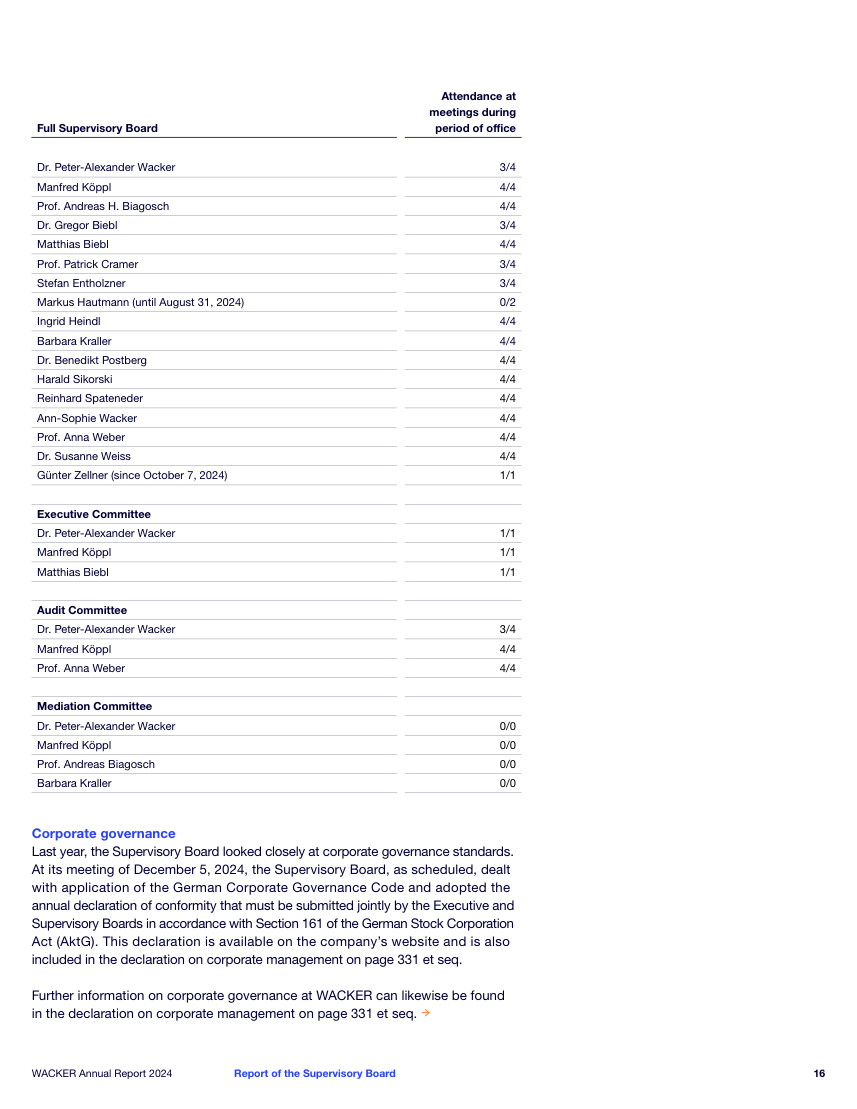 Attendance at
meetings during
Full Supervisory Board period of office
Dr. Peter-Alexander Wacker 3/4
Manfred Köppl 4/4
Prof. Andreas H. Biagosch 4/4
Dr. Gregor Biebl 3/4
Matthias Biebl 4/4
Prof. Patrick Cramer 3/4
Stefan Entholzner 3/4
Markus Hautmann (until August 31, 2024) 0/2
Ingrid Heindl 4/4
Barbara Kraller 4/4
Dr. Benedikt Postberg 4/4
Harald Sikorski 4/4
Reinhard Spateneder 4/4
Ann-Sophie Wacker 4/4
Prof. Anna Weber 4/4
Dr. Susanne Weiss 4/4
Günter Zellner (since October 7, 2024) 1/1
Executive Committee
Dr. Peter-Alexander Wacker 1/1
Manfred Köppl 1/1
Matthias Biebl 1/1
Audit Committee
Dr. Peter-Alexander Wacker 3/4
Manfred Köppl 4/4
Prof. Anna Weber 4/4
Mediation Committee
Dr. Peter-Alexander Wacker 0/0
Manfred Köppl 0/0
Prof. Andreas Biagosch 0/0
Barbara Kraller 0/0
Corporate governance
Last year, the Supervisory Board looked closely at corporate governance standards.
At its meeting of December 5, 2024, the Supervisory Board, as scheduled, dealt
with application of the German Corporate Governance Code and adopted the
annual declaration of conformity that must be submitted jointly by the Executive and
Supervisory Boards in accordance with Section 161 of the German Stock Corporation
Act (AktG). This declaration is available on the company's website and is also
included in the declaration on corporate management on page 331 et seq.
Further information on corporate governance at WACKER can likewise be found
in the declaration on corporate management on page 331 et seq. →
WACKER Annual Report 2024 Report of the Supervisory Board 16